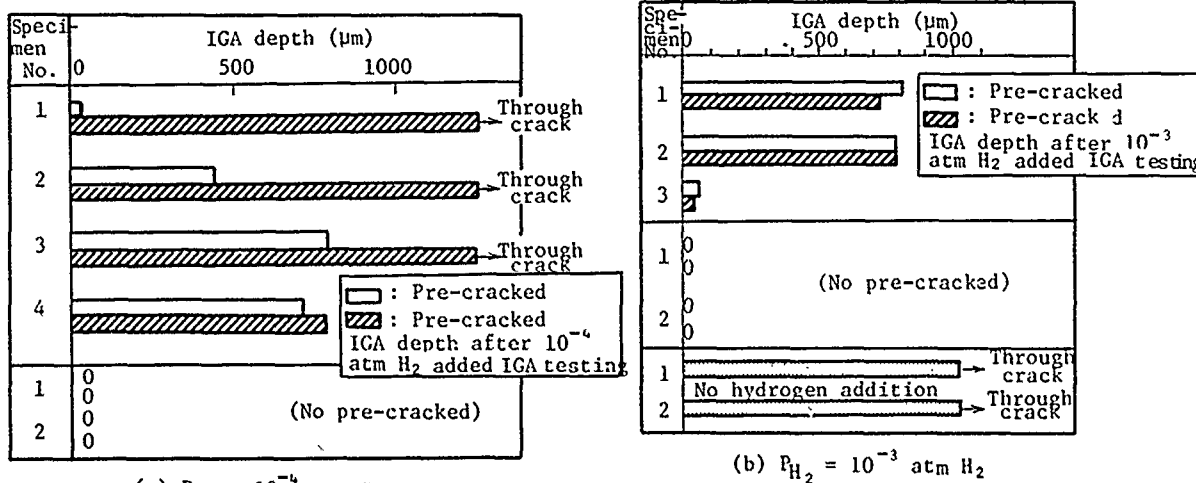 Speci-
men
No.
IGA depth (μm)
0 500 1000
1
Through
crack
2
Through
crack
3
Through
crack
4
: Pre-cracked
: Pre-cracked
IGA depth after 10⁻⁴
atm H₂ added IGA testing
1
0
0
(No pre-cracked)
2
0
0
Spe-
ci-
men
No.
IGA depth (μm)
0 500 1000
1
: Pre-cracked
: Pre-crack d
IGA depth after 10⁻³
atm H₂ added IGA testing
2
3
1
0
0
(No pre-cracked)
2
0
0
1
Through
crack
No hydrogen addition
2
Through
crack
(b) P_H₂ = 10⁻³ atm H₂